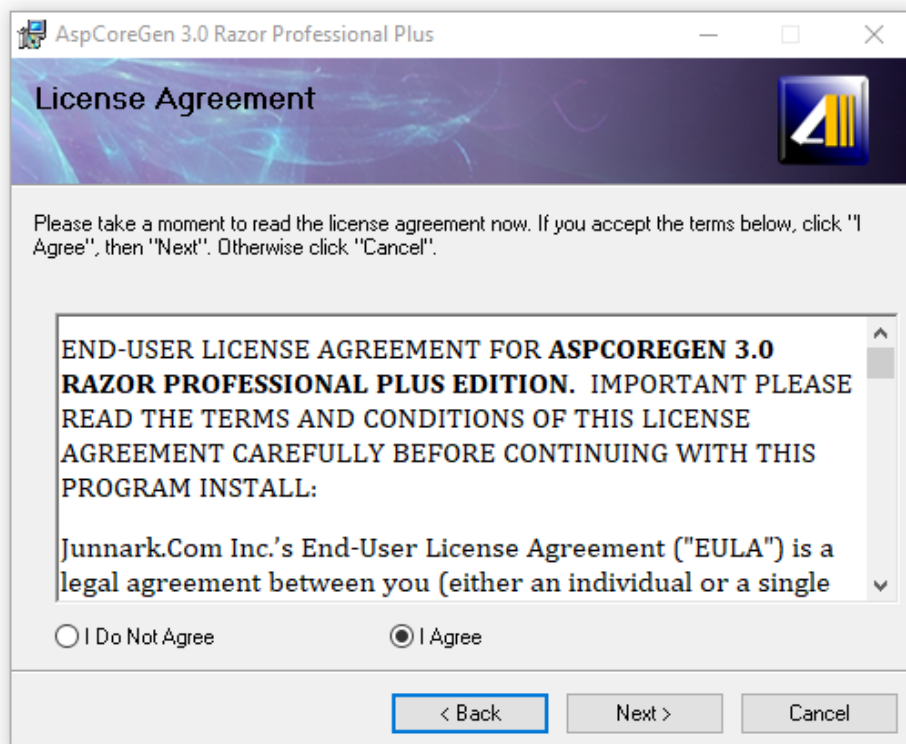 AspCoreGen 3.0 Razor Professional Plus
License Agreement
Please take a moment to read the license agreement now. If you accept the terms below, click "I
Agree", then "Next". Otherwise click "Cancel".
END-USER LICENSE AGREEMENT FOR ASPCOREGEN 3.0
RAZOR PROFESSIONAL PLUS EDITION.  IMPORTANT PLEASE
READ THE TERMS AND CONDITIONS OF THIS LICENSE
AGREEMENT CAREFULLY BEFORE CONTINUING WITH THIS
PROGRAM INSTALL:
Junnark.Com Inc.'s End-User License Agreement ("EULA") is a
legal agreement between you (either an individual or a single
I Do Not Agree
I Agree
< Back
Next >
Cancel